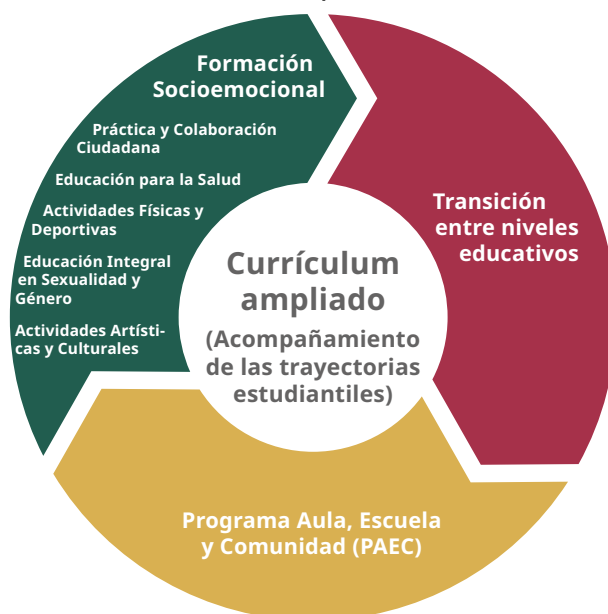 Formación
Socioemocional
Práctica y Colaboración
Ciudadana
Educación para la Salud
Actividades Físicas y
Deportivas
Educación Integral
en Sexualidad y
Género
Actividades Artísti-
cas y Culturales
Transición
entre niveles
educativos
Currículum
ampliado
(Acompañamiento
de las trayectorias
estudiantiles)
Programa Aula, Escuela
y Comunidad (PAEC)